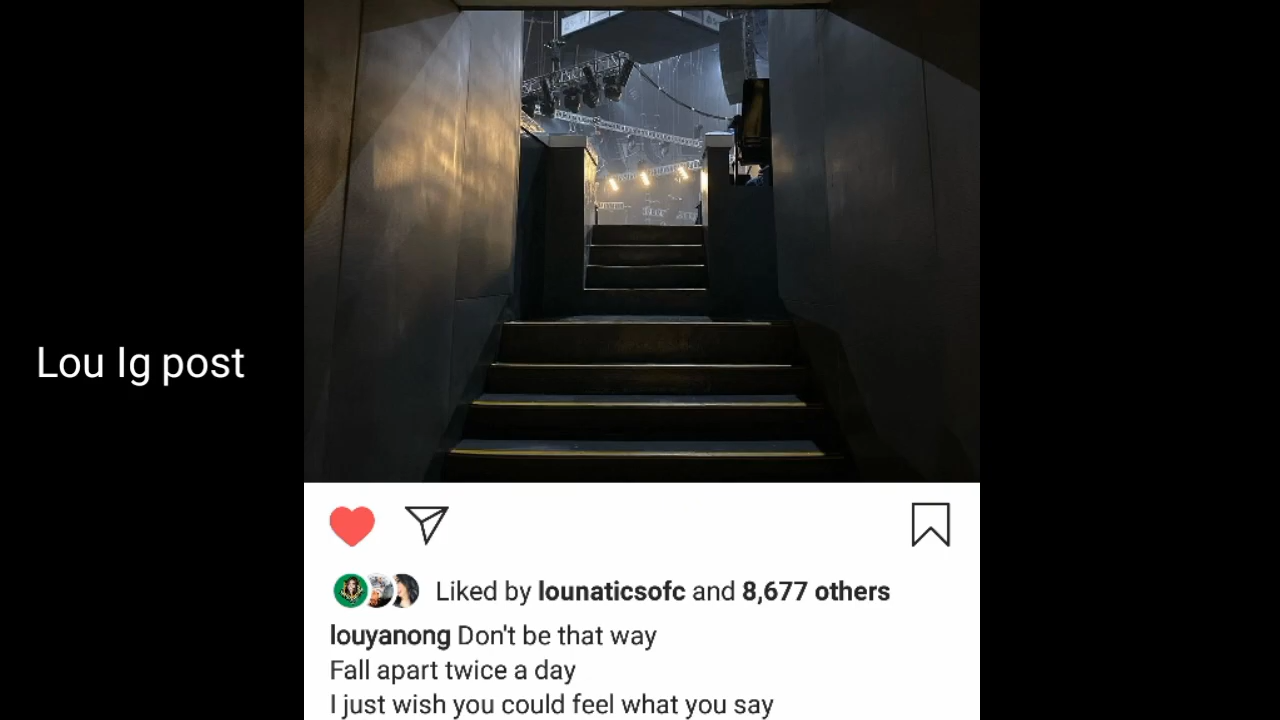 Lou Ig post
Liked by lounaticsofc and 8,677 others
louyanong Don't be that way
Fall apart twice a day
I just wish you could feel what you say